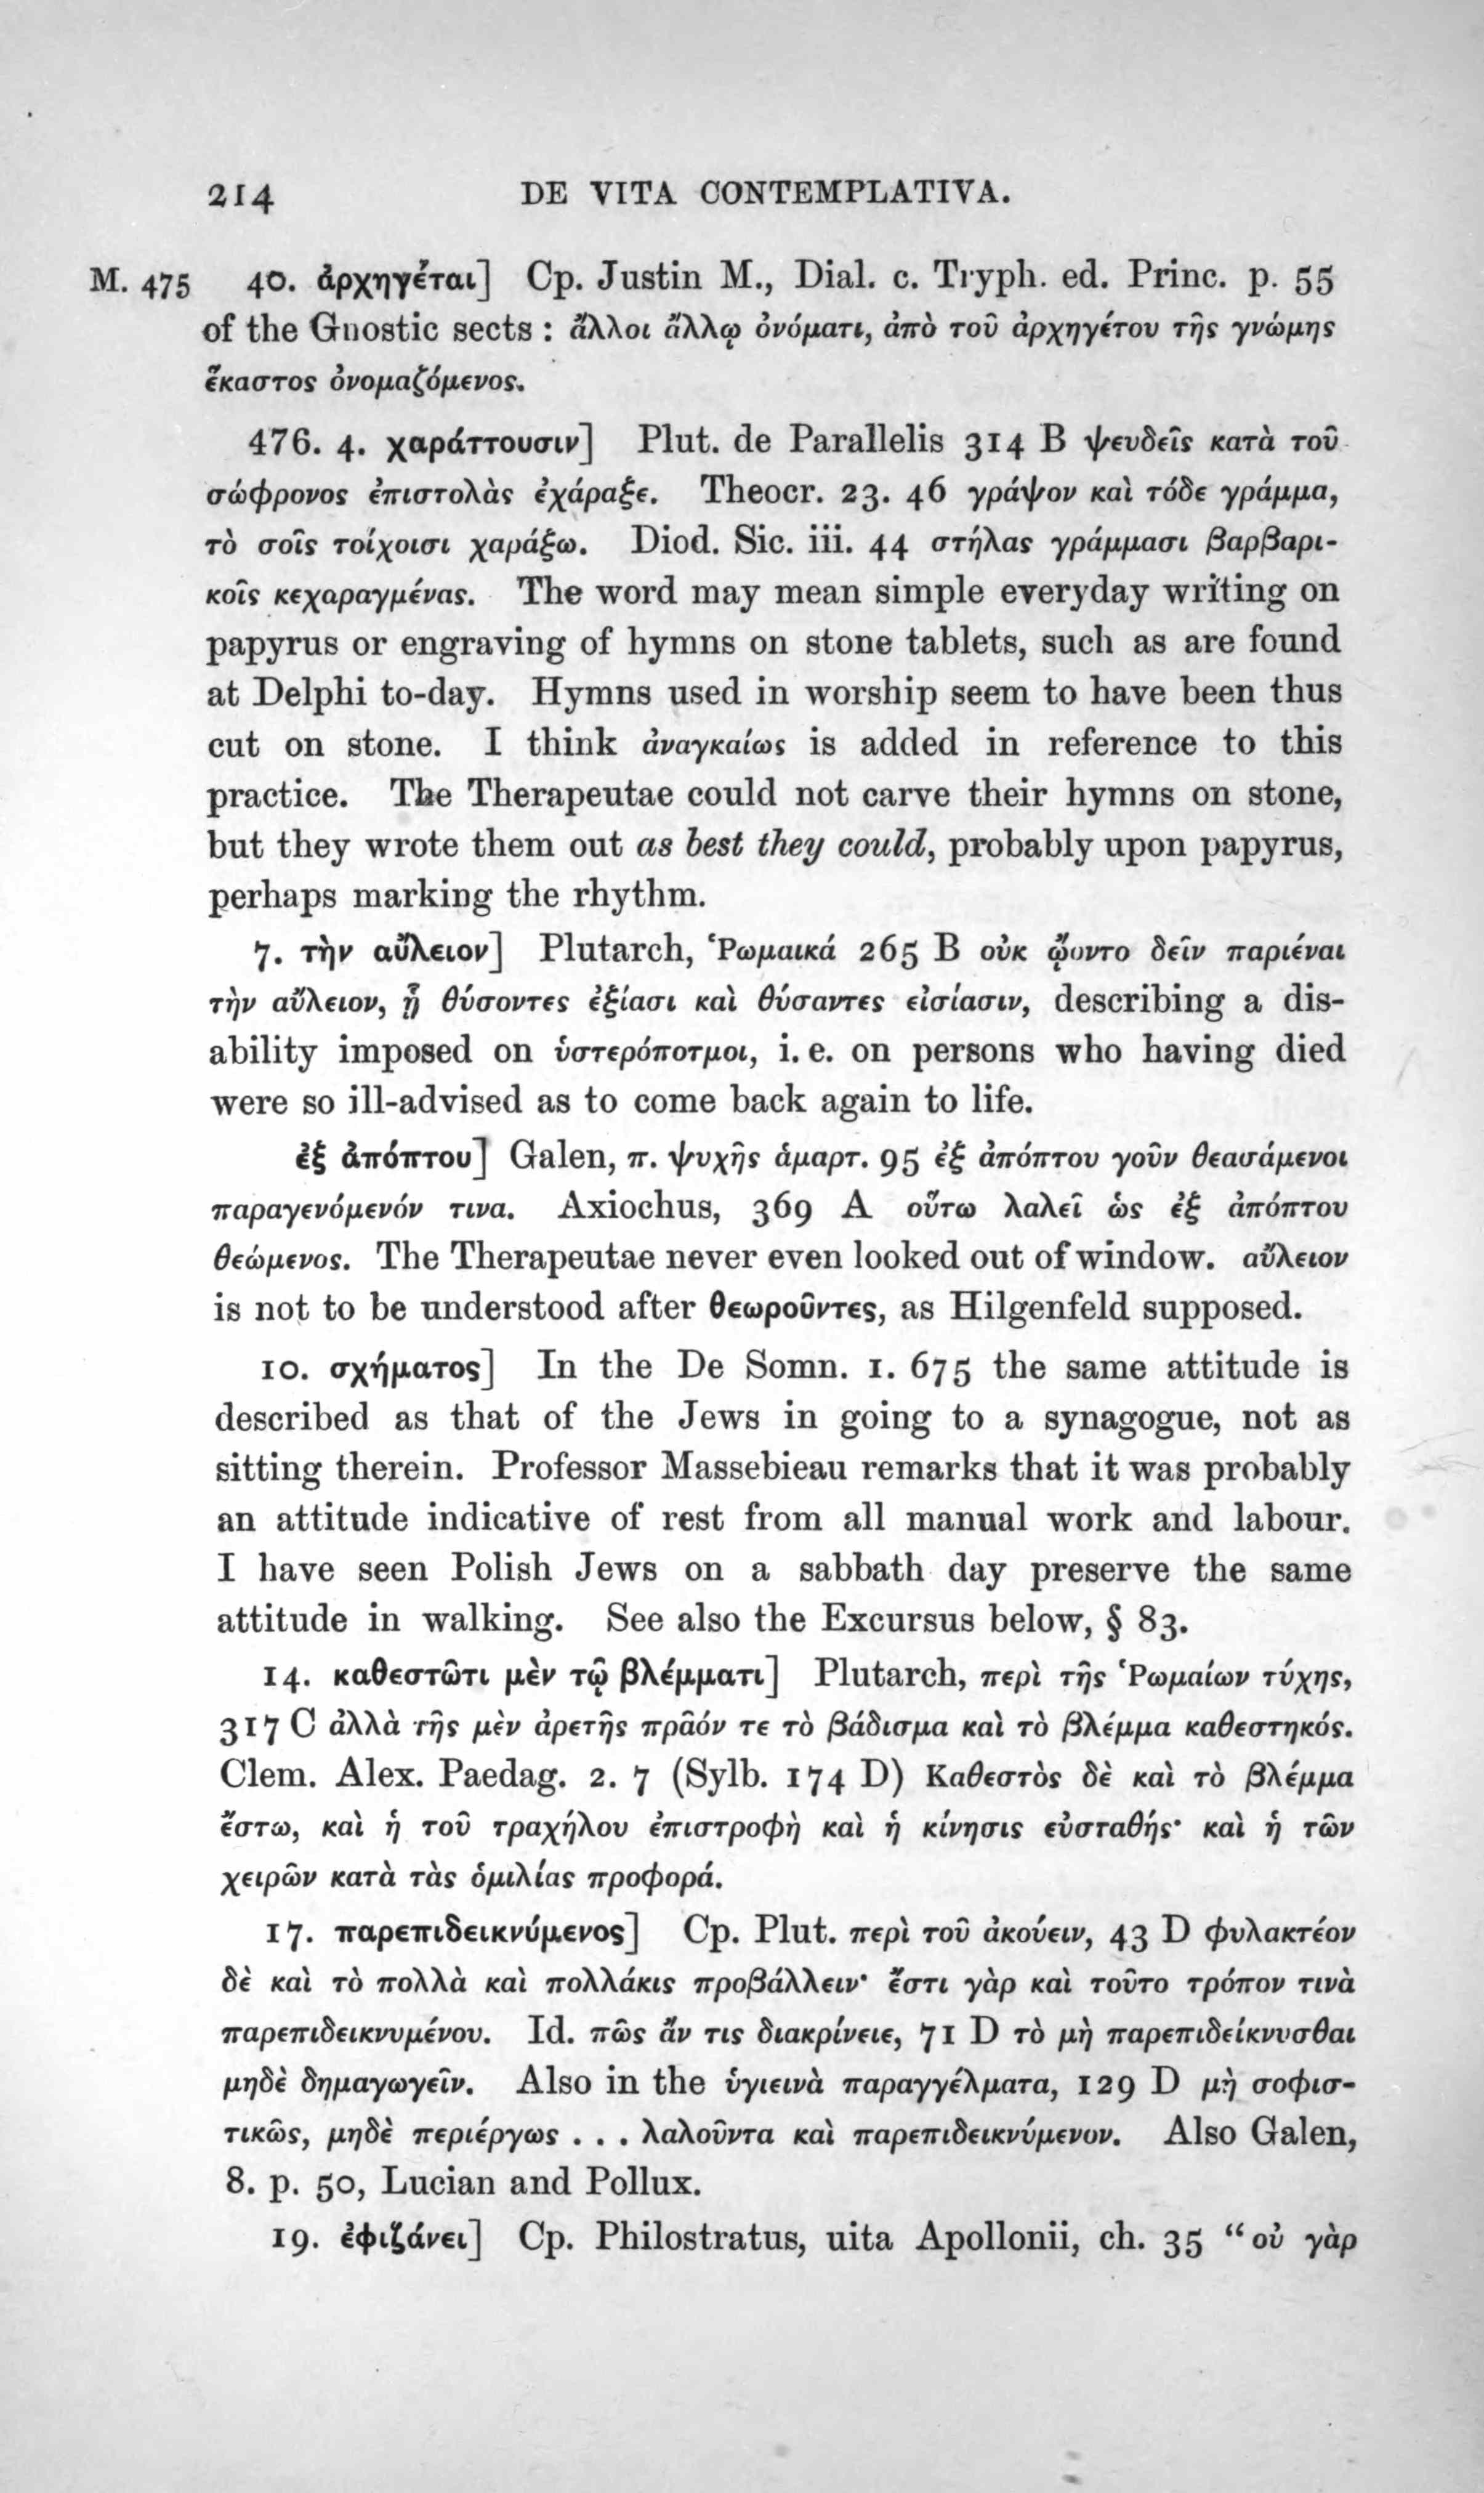 214 DE VITA CONTEMPLATIVA.
M. 475 40. ἀρχηγέται] Cp. Justin M., Dial. c. Tryph. ed. Princ. p. 55
of the Gnostic sects : ἄλλοι ἄλλῳ ὀνόματι, ἀπὸ τοῦ ἀρχηγέτου τῆς γνώμης
ἕκαστος ὀνομαζόμενος.
476. 4. χαράττουσιν] Plut. de Parallelis 314 B ψευδεῖς κατὰ τοῦ
σώφρονος ἐπιστολὰς ἐχάραξε. Theocr. 23. 46 γράψον καὶ τόδε γράμμα,
τὸ σοῖς τοίχοισι χαράξω. Diod. Sic. iii. 44 στήλας γράμμασι βαρβαρι-
κοῖς κεχαραγμένας. The word may mean simple everyday writing on
papyrus or engraving of hymns on stone tablets, such as are found
at Delphi to-day. Hymns used in worship seem to have been thus
cut on stone. I think ἀναγκαίως is added in reference to this
practice. The Therapeutae could not carve their hymns on stone,
but they wrote them out as best they could, probably upon papyrus,
perhaps marking the rhythm.
7. τὴν αὔλειον] Plutarch, Ῥωμαικά 265 B οὐκ ᾤοντο δεῖν παριέναι
τὴν αὔλειον, ᾗ θύσοντες ἐξίασι καὶ θύσαντες εἰσίασιν, describing a dis-
ability imposed on ὑστερόποτμοι, i. e. on persons who having died
were so ill-advised as to come back again to life.
ἐξ ἀπόπτου] Galen, π. ψυχῆς ἁμαρτ. 95 ἐξ ἀπόπτου γοῦν θεασάμενοι
παραγενόμενόν τινα. Axiochus, 369 A οὕτω λαλεῖ ὡς ἐξ ἀπόπτου
θεώμενος. The Therapeutae never even looked out of window. αὔλειον
is not to be understood after θεωροῦντες, as Hilgenfeld supposed.
10. σχήματος] In the De Somn. 1. 675 the same attitude is
described as that of the Jews in going to a synagogue, not as
sitting therein. Professor Massebieau remarks that it was probably
an attitude indicative of rest from all manual work and labour.
I have seen Polish Jews on a sabbath day preserve the same
attitude in walking. See also the Excursus below, § 83.
14. καθεστῶτι μὲν τῷ βλέμματι] Plutarch, περὶ τῆς Ῥωμαίων τύχης,
317 C ἀλλὰ τῆς μὲν ἀρετῆς πρᾶόν τε τὸ βάδισμα καὶ τὸ βλέμμα καθεστηκός.
Clem. Alex. Paedag. 2. 7 (Sylb. 174 D) Καθεστὸς δὲ καὶ τὸ βλέμμα
ἔστω, καὶ ἡ τοῦ τραχήλου ἐπιστροφὴ καὶ ἡ κίνησις εὐσταθής· καὶ ἡ τῶν
χειρῶν κατὰ τὰς ὁμιλίας προφορά.
17. παρεπιδεικνύμενος] Cp. Plut. περὶ τοῦ ἀκούειν, 43 D φυλακτέον
δὲ καὶ τὸ πολλὰ καὶ πολλάκις προβάλλειν· ἔστι γὰρ καὶ τοῦτο τρόπον τινὰ
παρεπιδεικνυμένου. Id. πῶς ἄν τις διακρίνειε, 71 D τὸ μὴ παρεπιδείκνυσθαι
μηδὲ δημαγωγεῖν. Also in the ὑγιεινὰ παραγγέλματα, 129 D μὴ σοφισ-
τικῶς, μηδὲ περιέργως . . . λαλοῦντα καὶ παρεπιδεικνύμενον. Also Galen,
8. p. 50, Lucian and Pollux.
19. ἐφιζάνει] Cp. Philostratus, uita Apollonii, ch. 35 “οὐ γὰρ